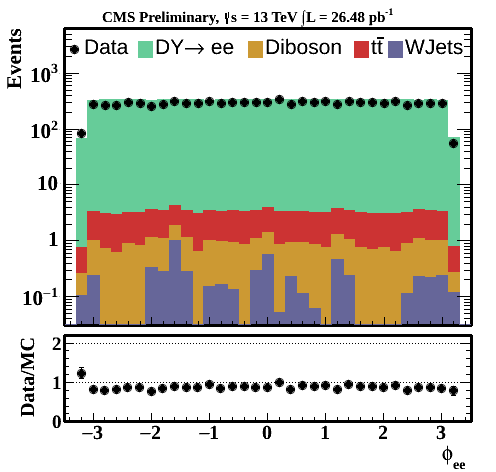 CMS Preliminary, √s = 13 TeV ∫L = 26.48 pb⁻¹
Data DY→ ee Diboson tt̄ WJets
Events
10³
10²
10
1
10⁻¹
Data/MC
2
1
0
−3 −2 −1 0 1 2 3
ϕee